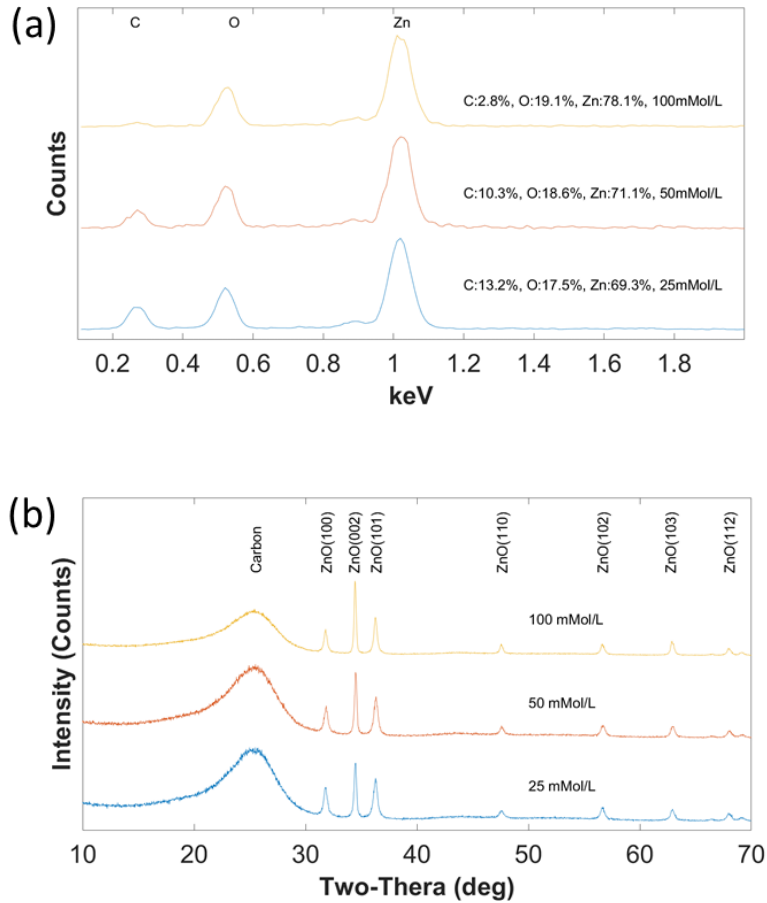 (a)
C O Zn
C:2.8%, O:19.1%, Zn:78.1%, 100mMol/L
C:10.3%, O:18.6%, Zn:71.1%, 50mMol/L
C:13.2%, O:17.5%, Zn:69.3%, 25mMol/L
Counts
0.2 0.4 0.6 0.8 1 1.2 1.4 1.6 1.8
keV
(b)
Carbon
ZnO(100)
ZnO(002)
ZnO(101)
ZnO(110)
ZnO(102)
ZnO(103)
ZnO(112)
100 mMol/L
50 mMol/L
25 mMol/L
Intensity (Counts)
10 20 30 40 50 60 70
Two-Thera (deg)